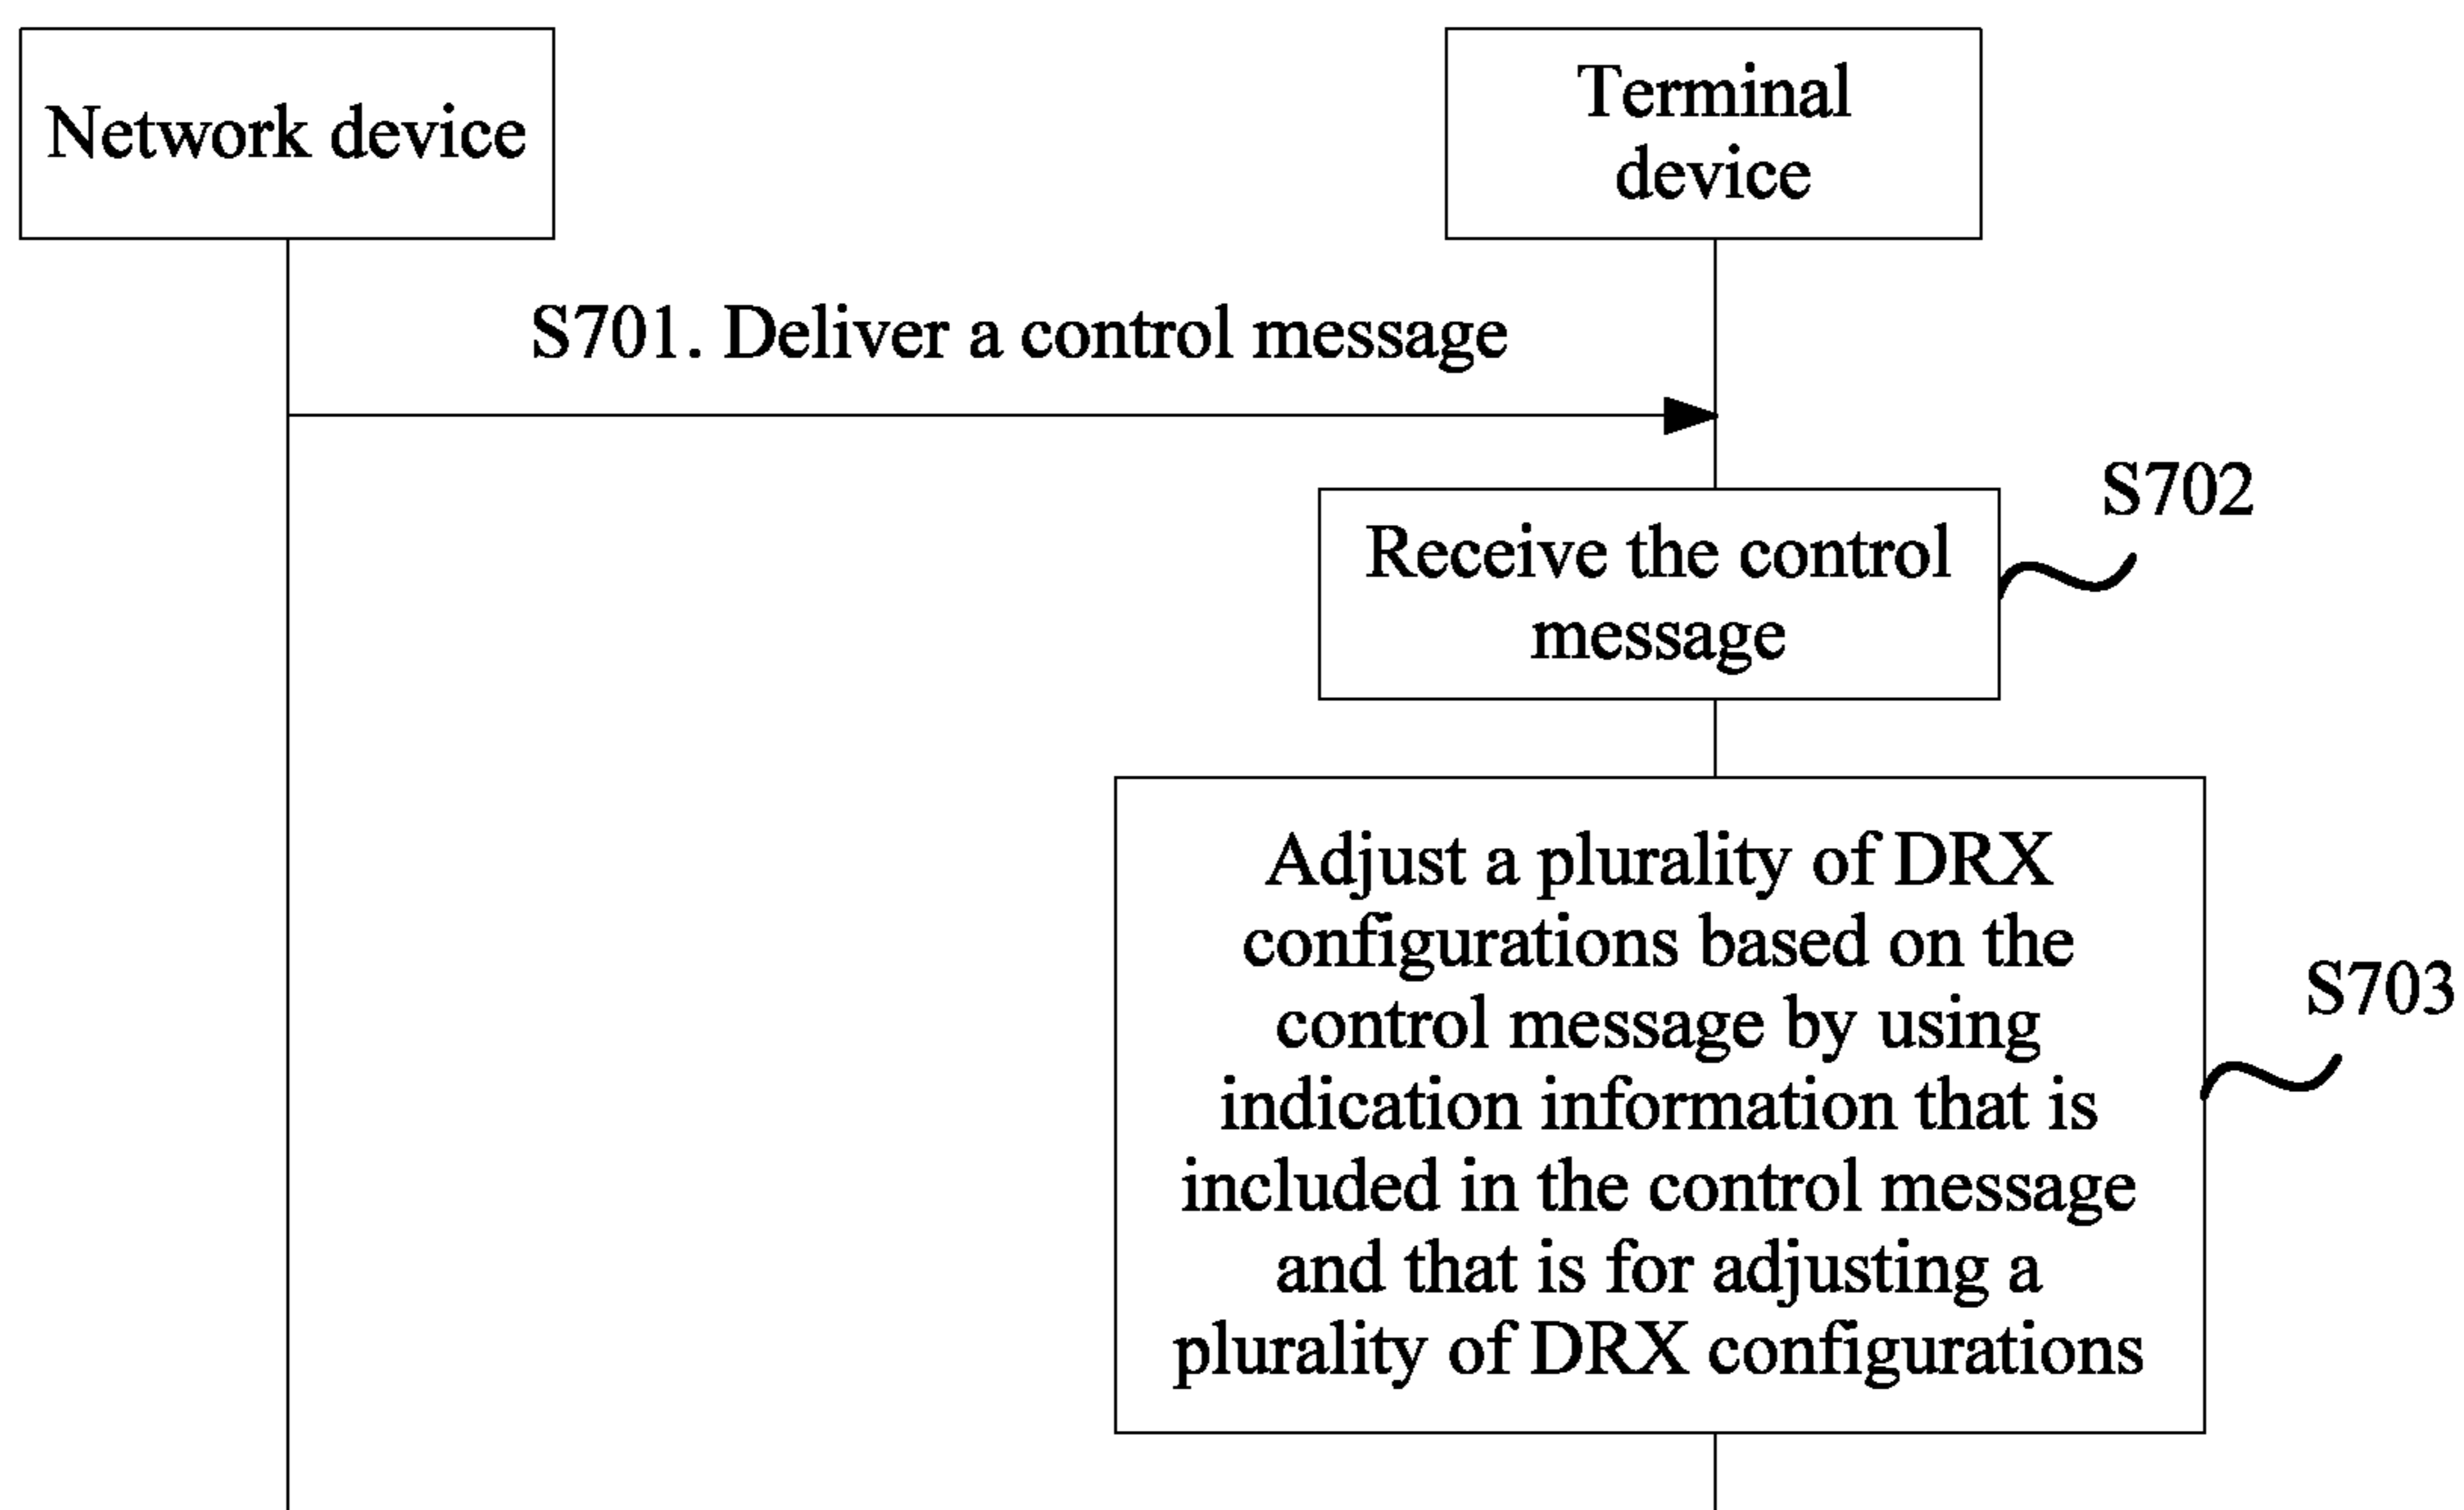 Network device
Terminal
device
S701. Deliver a control message
S702
Receive the control
message
Adjust a plurality of DRX
configurations based on the
control message by using
indication information that is
included in the control message
and that is for adjusting a
plurality of DRX configurations
S703